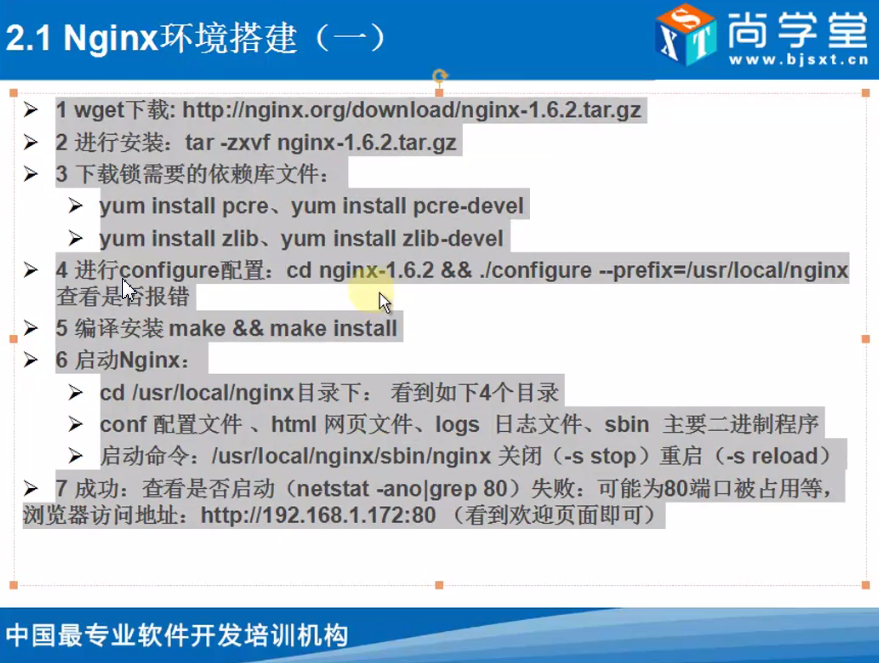 2.1 Nginx环境搭建（一）
尚学堂
www.bjsxt.cn
➢ 1 wget下载: http://nginx.org/download/nginx-1.6.2.tar.gz
➢ 2 进行安装：tar -zxvf nginx-1.6.2.tar.gz
➢ 3 下载锁需要的依赖库文件：
➢ yum install pcre、yum install pcre-devel
➢ yum install zlib、yum install zlib-devel
➢ 4 进行configure配置：cd nginx-1.6.2 && ./configure --prefix=/usr/local/nginx
查看是否报错
➢ 5 编译安装 make && make install
➢ 6 启动Nginx：
➢ cd /usr/local/nginx目录下： 看到如下4个目录
➢ conf 配置文件 、html 网页文件、logs 日志文件、sbin 主要二进制程序
➢ 启动命令：/usr/local/nginx/sbin/nginx 关闭（-s stop）重启（-s reload）
➢ 7 成功：查看是否启动（netstat -ano|grep 80）失败：可能为80端口被占用等，
浏览器访问地址：http://192.168.1.172:80 （看到欢迎页面即可）
中国最专业软件开发培训机构